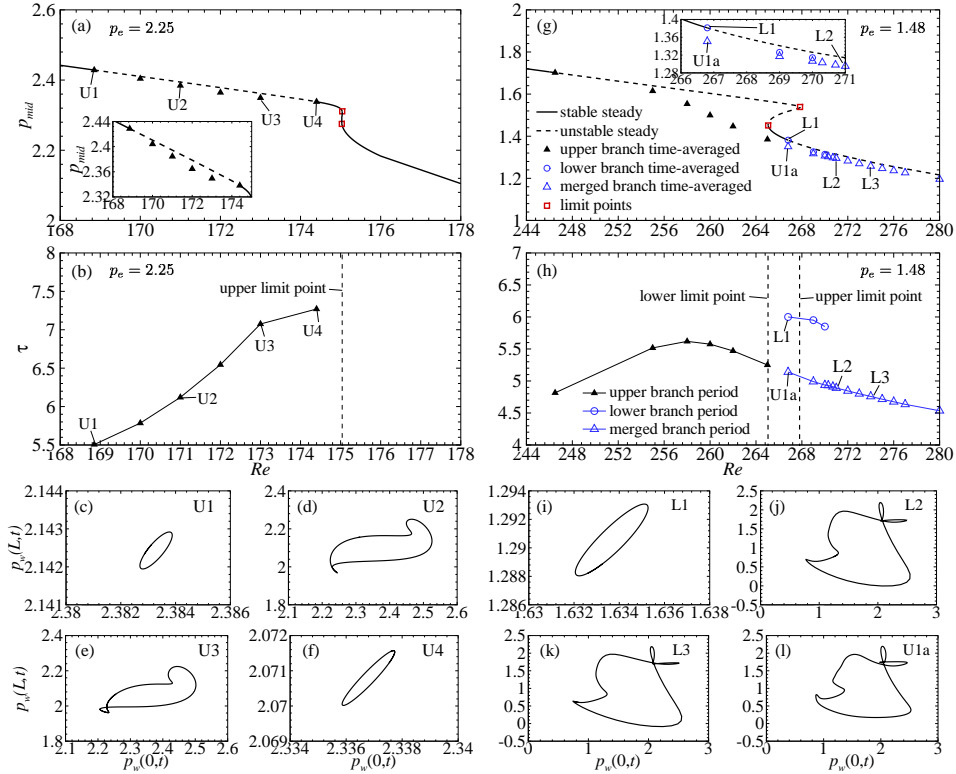 (a)
p_e = 2.25
2.6
2.4
2.2
2
p_mid
U1
U2
U3
U4
2.44
2.36
2.32
p_mid
168
170
172
174
168
170
172
174
176
178
(b)
p_e = 2.25
8
7.5
7
6.5
6
5.5
τ
upper limit point
U1
U2
U3
U4
168
169
170
171
172
173
174
175
176
177
178
Re
(c)
U1
2.144
2.143
2.142
2.141
p_w(L,t)
2.38
2.382
2.384
2.386
(d)
U2
2.4
2.2
2
1.8
2.1
2.2
2.3
2.4
2.5
2.6
(e)
U3
2.4
2.2
2
1.8
p_w(L,t)
2.1
2.2
2.3
2.4
2.5
2.6
p_w(0,t)
(f)
U4
2.072
2.071
2.07
2.069
2.334
2.336
2.338
2.34
p_w(0,t)
(g)
p_e = 1.48
2
1.8
1.6
1.4
1.2
1
1.4
1.36
1.32
1.28
L1
L2
U1a
266
267
268
269
270
271
stable steady
unstable steady
upper branch time-averaged
lower branch time-averaged
merged branch time-averaged
limit points
L1
U1a
L2
L3
244
248
252
256
260
264
268
272
276
280
(h)
p_e = 1.48
7
6.5
6
5.5
5
4.5
4
lower limit point
upper limit point
L1
U1a
L2
L3
upper branch period
lower branch period
merged branch period
244
248
252
256
260
264
268
272
276
280
Re
(i)
L1
1.294
1.292
1.29
1.288
1.286
1.63
1.632
1.634
1.636
1.638
(j)
L2
2.5
2
1.5
1
0.5
0
-0.5
0
1
2
3
(k)
L3
2.5
2
1.5
1
0.5
0
-0.5
0
1
2
3
p_w(0,t)
(l)
U1a
2.5
2
1.5
1
0.5
0
-0.5
0
1
2
3
p_w(0,t)